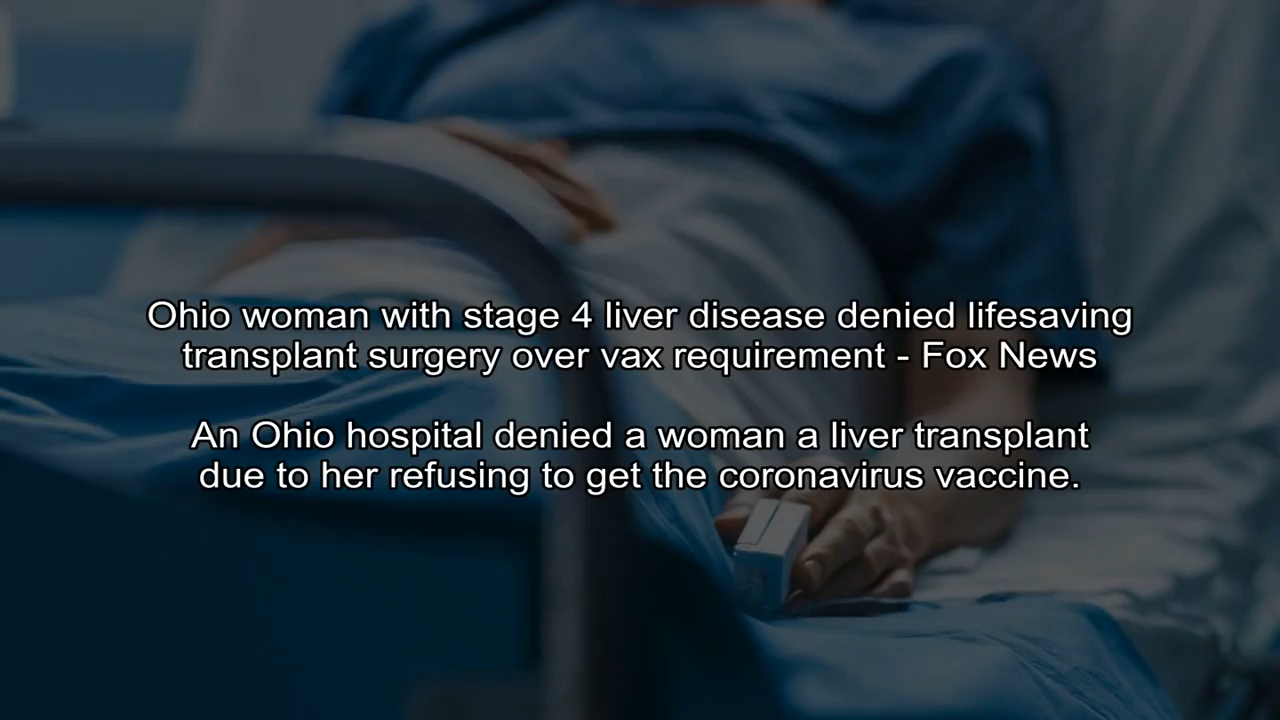 Ohio woman with stage 4 liver disease denied lifesaving
transplant surgery over vax requirement - Fox News
An Ohio hospital denied a woman a liver transplant
due to her refusing to get the coronavirus vaccine.